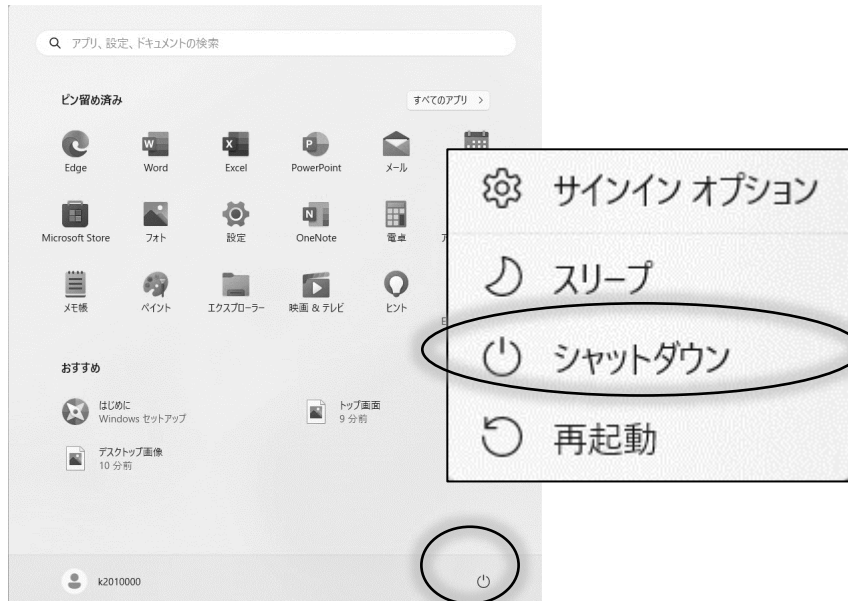 アプリ、設定、ドキュメントの検索
ピン留め済み
すべてのアプリ >
Edge
Word
Excel
PowerPoint
メール
Microsoft Store
フォト
設定
OneNote
電卓
メモ帳
ペイント
エクスプローラー
映画 & テレビ
ヒント
おすすめ
はじめに
Windows セットアップ
トップ画面
9 分前
デスクトップ画像
10 分前
k2010000
サインイン オプション
スリープ
シャットダウン
再起動